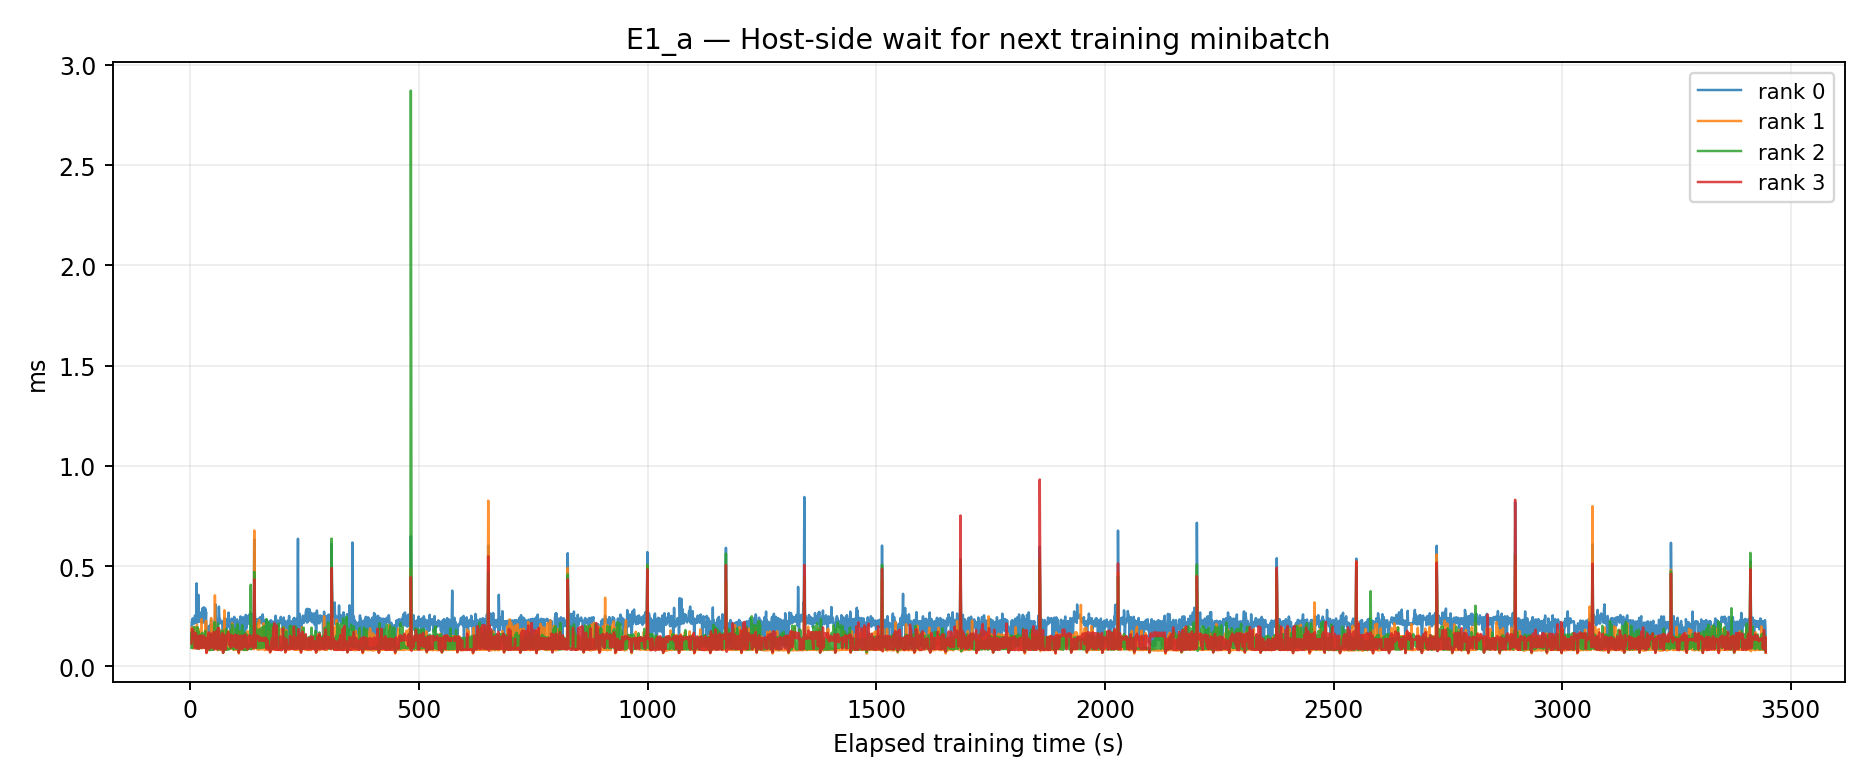 E1_a — Host-side wait for next training minibatch
3.0
2.5
2.0
1.5
1.0
0.5
0.0
ms
rank 0
rank 1
rank 2
rank 3
0 500 1000 1500 2000 2500 3000 3500
Elapsed training time (s)